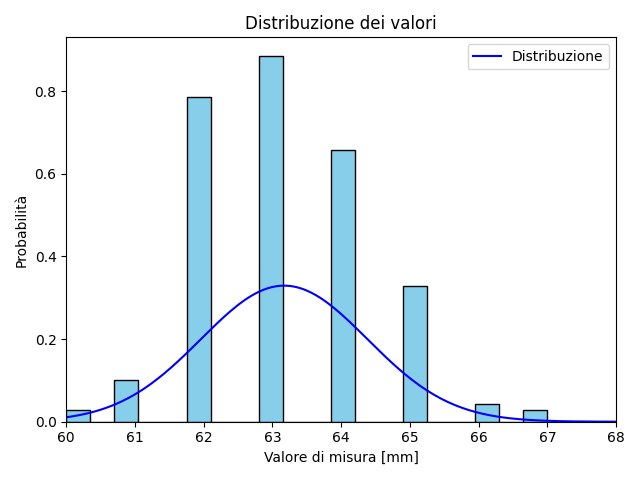 Distribuzione dei valori
Distribuzione
Probabilità
0.8
0.6
0.4
0.2
0.0
60 61 62 63 64 65 66 67 68
Valore di misura [mm]